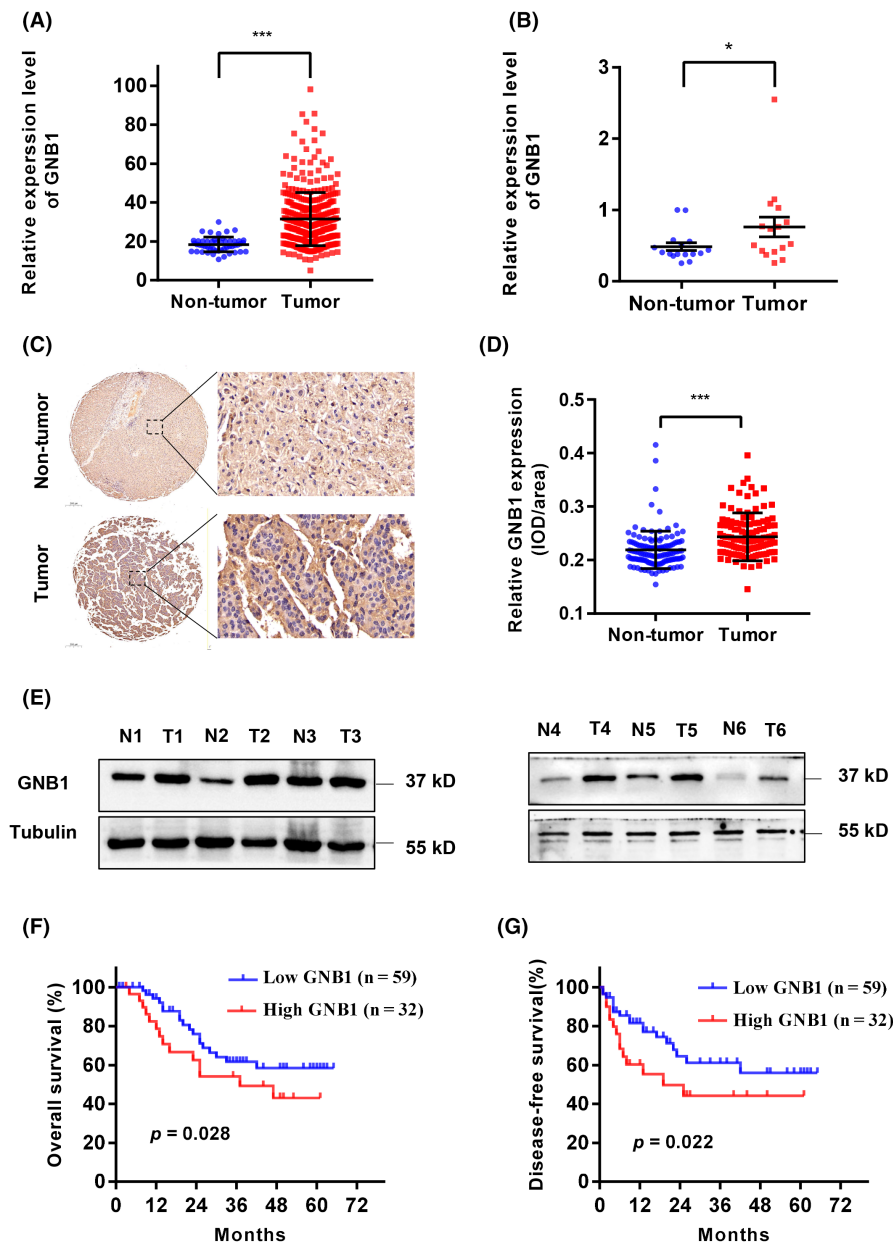 (A)
Relative experssion level
of GNB1
***
100
80
60
40
20
0
Non-tumor
Tumor
(B)
Relative experssion level
of GNB1
*
3
2
1
0
Non-tumor
Tumor
(C)
Non-tumor
Tumor
(D)
Relative GNB1 expression
(IOD/area)
***
0.5
0.4
0.3
0.2
0.1
Non-tumor
Tumor
(E)
N1 T1 N2 T2 N3 T3
GNB1
37 kD
Tubulin
55 kD
N4 T4 N5 T5 N6 T6
37 kD
55 kD
(F)
Overall survival (%)
100
80
60
40
20
0
Low GNB1 (n = 59)
High GNB1 (n = 32)
p = 0.028
0 12 24 36 48 60 72
Months
(G)
Disease-free survival(%)
100
80
60
40
20
0
Low GNB1 (n = 59)
High GNB1 (n = 32)
p = 0.022
0 12 24 36 48 60 72
Months